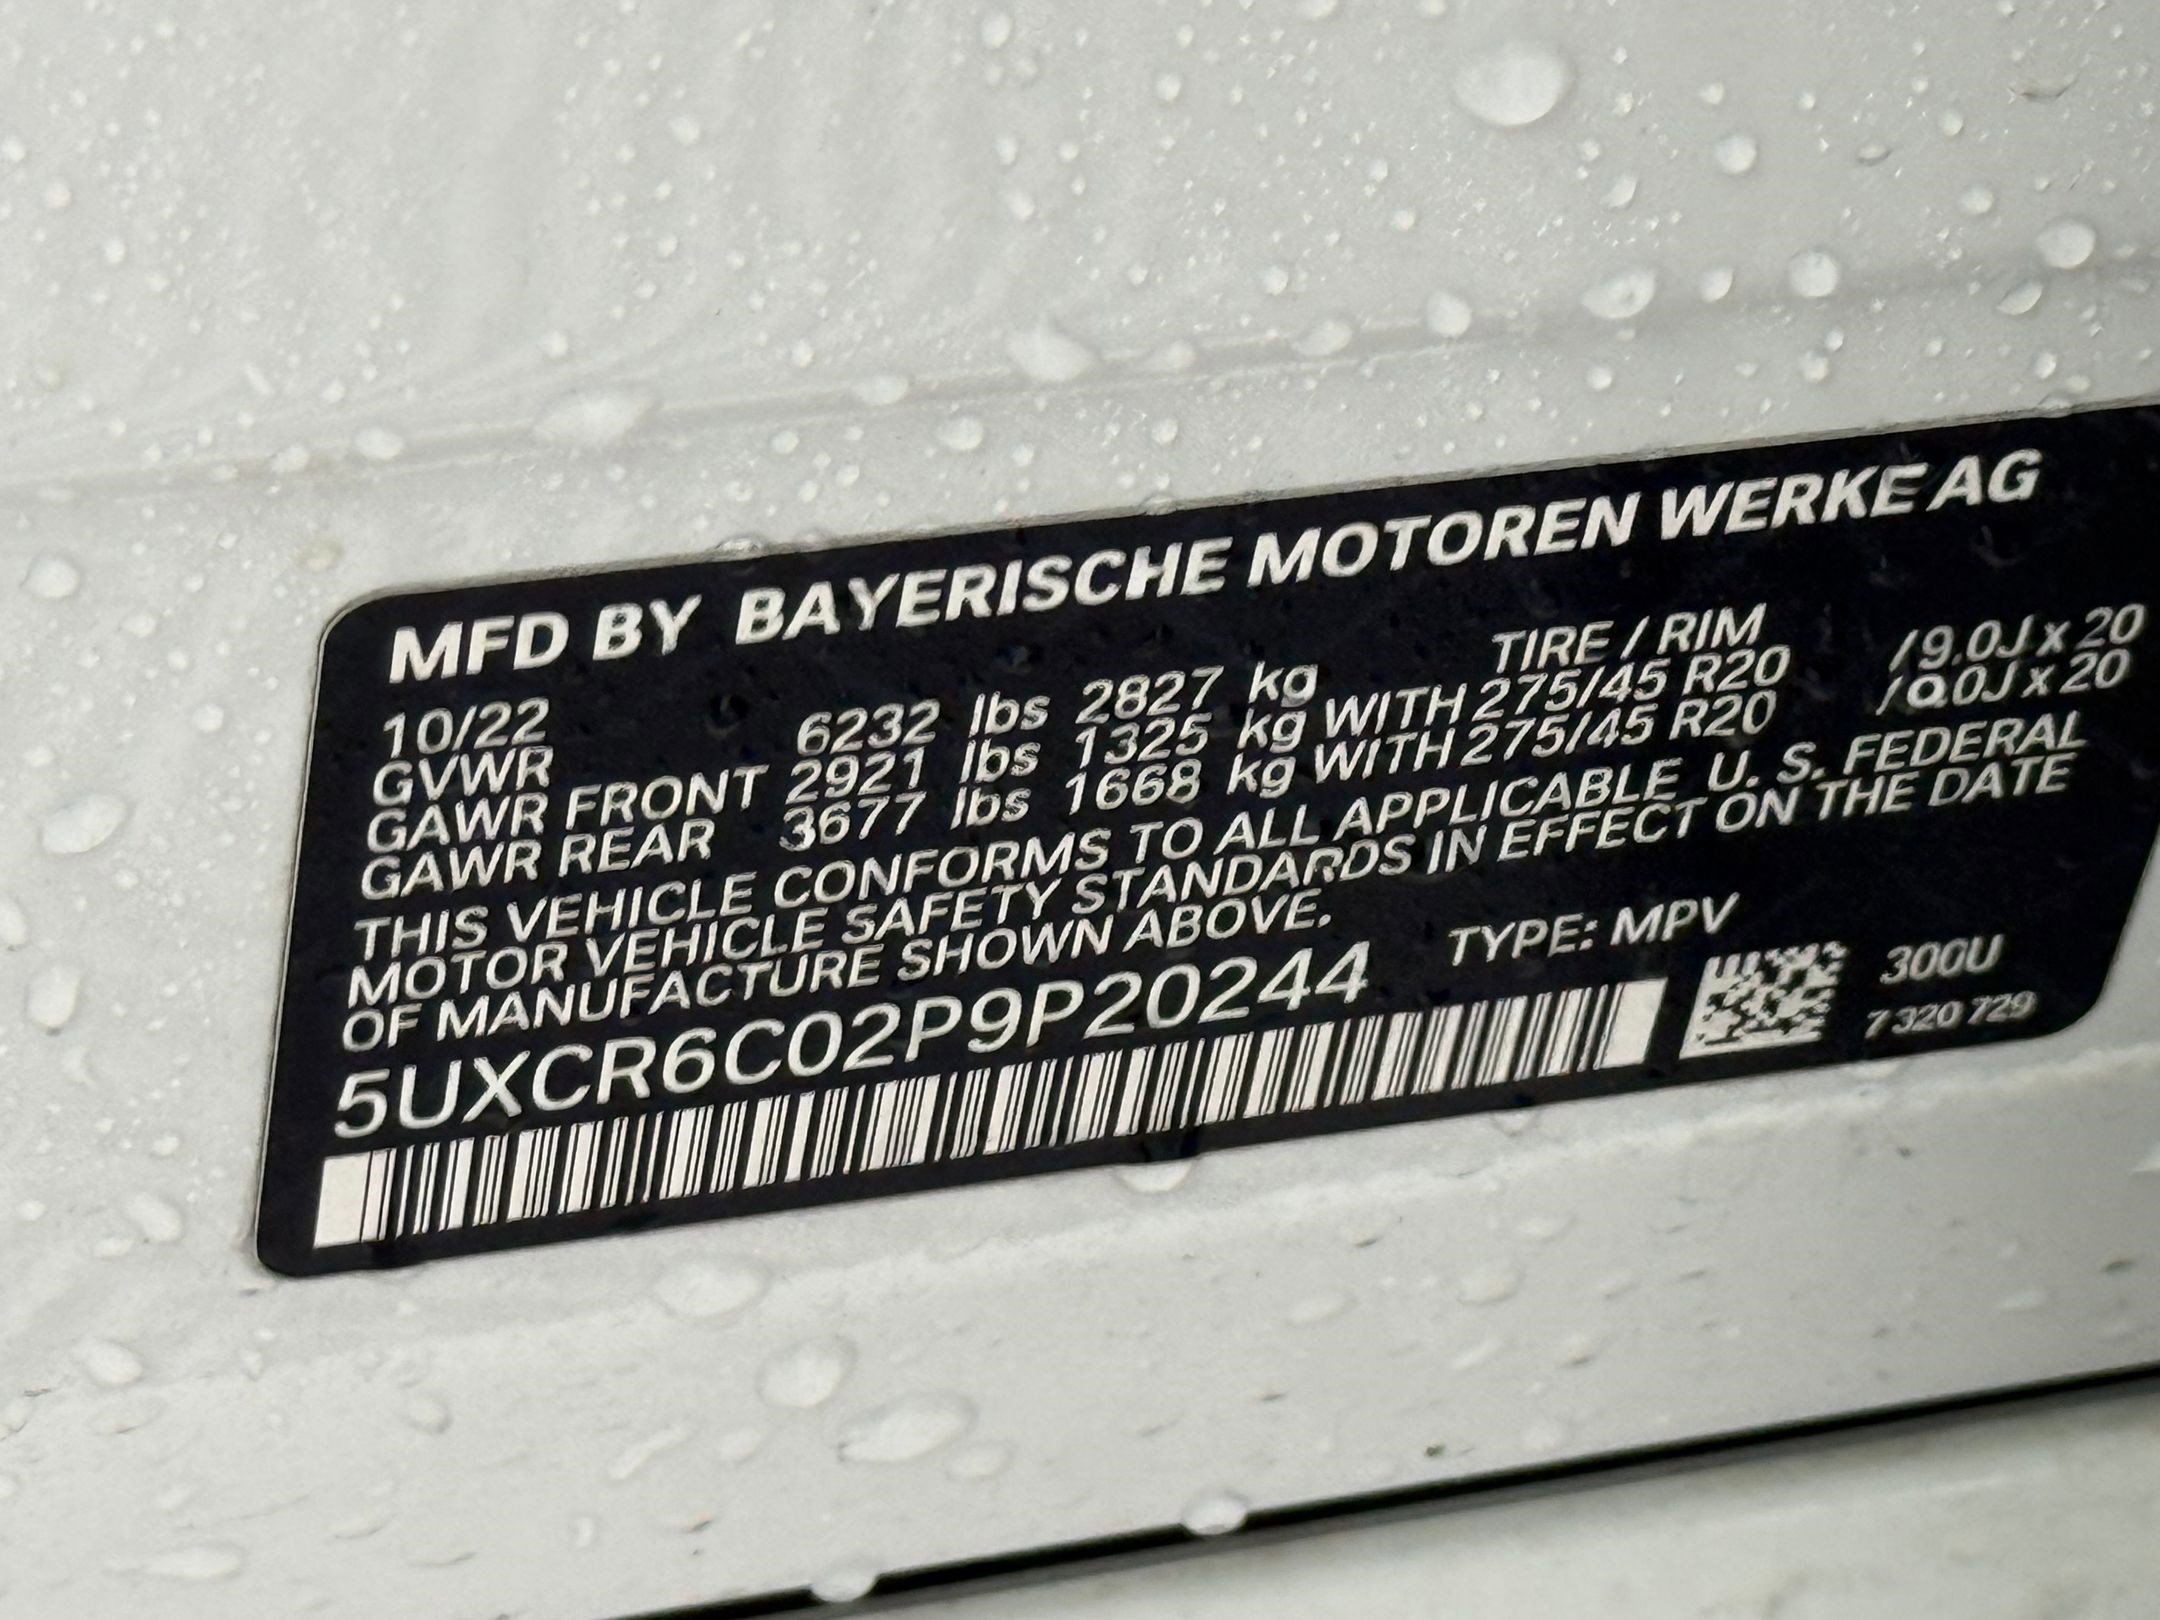 MFD BY BAYERISCHE MOTOREN WERKE AG
10/22 TIRE / RIM
GVWR 6232 lbs 2827 kg
GAWR FRONT 2921 lbs 1325 kg WITH 275/45 R20 /9.0J x 20
GAWR REAR 3677 lbs 1668 kg WITH 275/45 R20 /9.0J x 20
THIS VEHICLE CONFORMS TO ALL APPLICABLE U. S. FEDERAL
MOTOR VEHICLE SAFETY STANDARDS IN EFFECT ON THE DATE
OF MANUFACTURE SHOWN ABOVE.
5UXCR6C02P9P20244 TYPE: MPV
300U
7 320 729